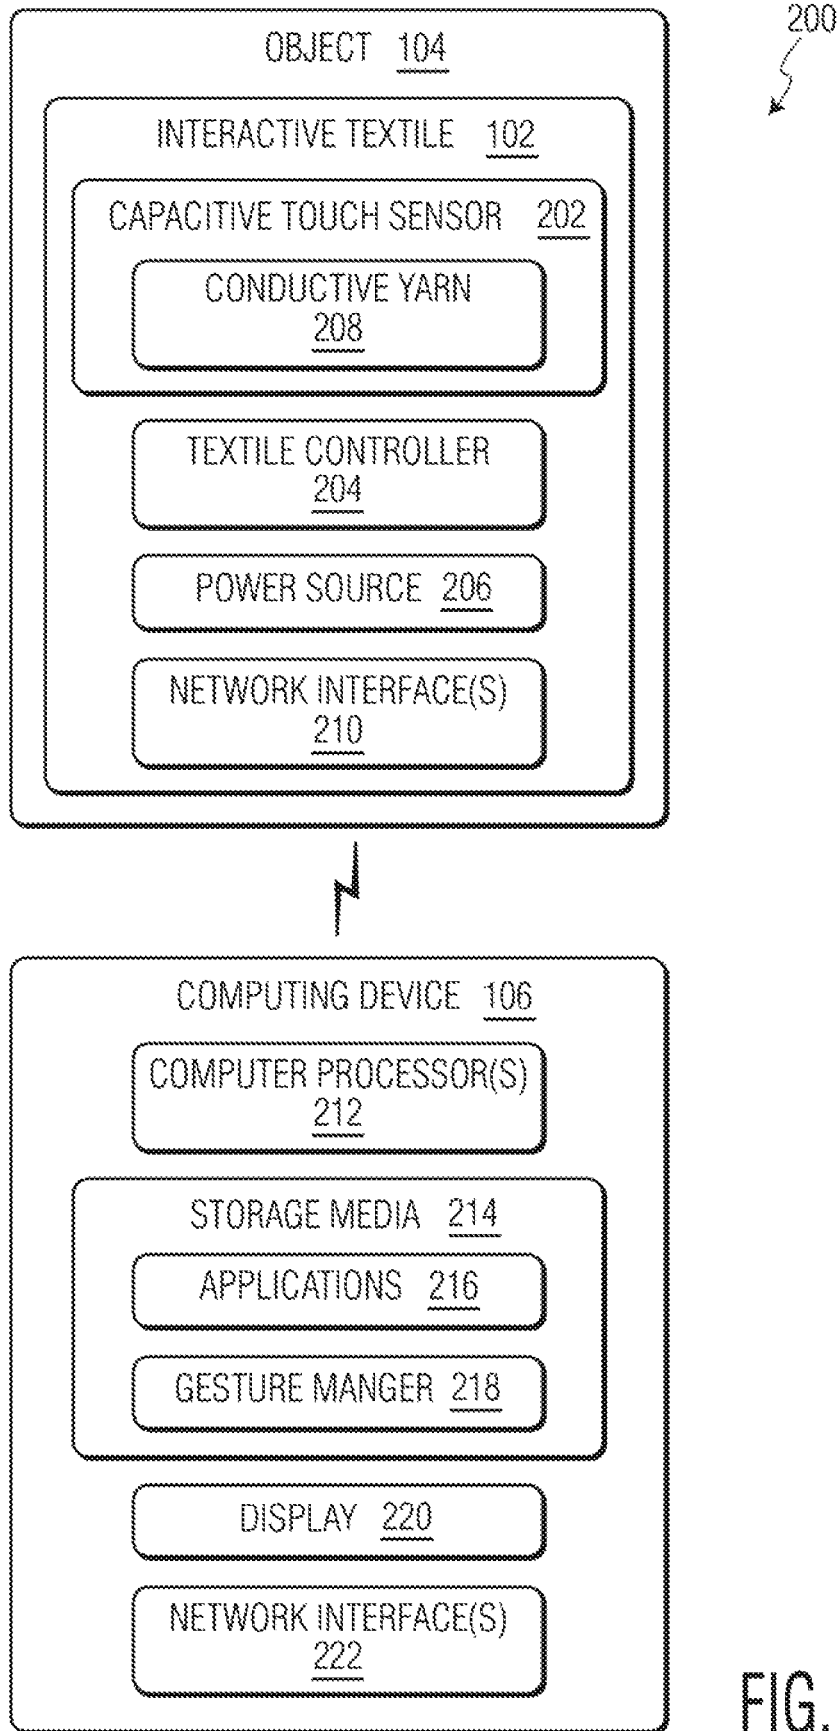 200
OBJECT 104
INTERACTIVE TEXTILE 102
CAPACITIVE TOUCH SENSOR 202
CONDUCTIVE YARN
208
TEXTILE CONTROLLER
204
POWER SOURCE 206
NETWORK INTERFACE(S)
210
COMPUTING DEVICE 106
COMPUTER PROCESSOR(S)
212
STORAGE MEDIA 214
APPLICATIONS 216
GESTURE MANGER 218
DISPLAY 220
NETWORK INTERFACE(S)
222
FIG.